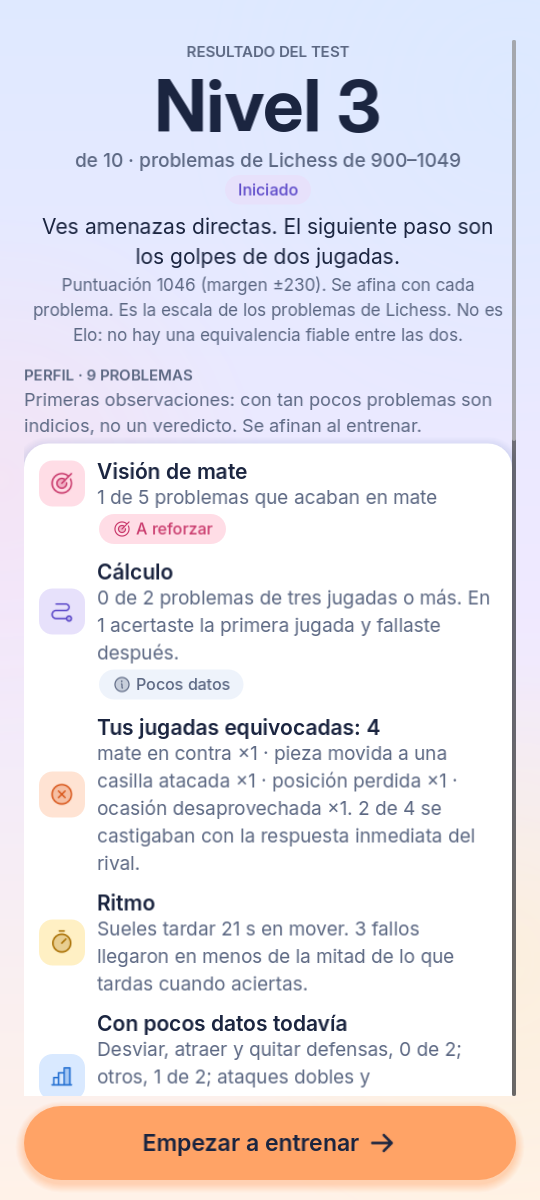 RESULTADO DEL TEST
Nivel 3
de 10 · problemas de Lichess de 900–1049
Iniciado
Ves amenazas directas. El siguiente paso son
los golpes de dos jugadas.
Puntuación 1046 (margen ±230). Se afina con cada
problema. Es la escala de los problemas de Lichess. No es
Elo: no hay una equivalencia fiable entre las dos.
PERFIL · 9 PROBLEMAS
Primeras observaciones: con tan pocos problemas son
indicios, no un veredicto. Se afinan al entrenar.
Visión de mate
1 de 5 problemas que acaban en mate
A reforzar
Cálculo
0 de 2 problemas de tres jugadas o más. En
1 acertaste la primera jugada y fallaste
después.
Pocos datos
Tus jugadas equivocadas: 4
mate en contra ×1 · pieza movida a una
casilla atacada ×1 · posición perdida ×1 ·
ocasión desaprovechada ×1. 2 de 4 se
castigaban con la respuesta inmediata del
rival.
Ritmo
Sueles tardar 21 s en mover. 3 fallos
llegaron en menos de la mitad de lo que
tardas cuando aciertas.
Con pocos datos todavía
Desviar, atraer y quitar defensas, 0 de 2;
otros, 1 de 2; ataques dobles y
Empezar a entrenar →